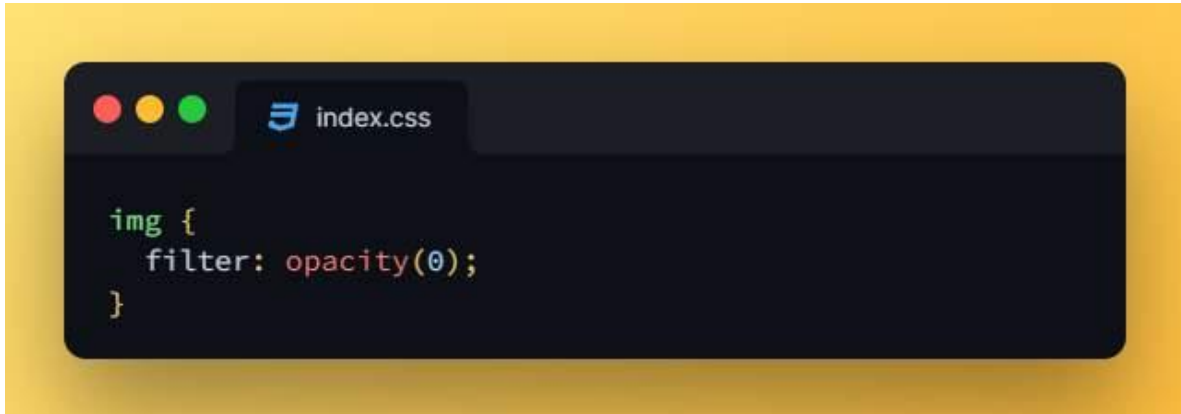 index.css
img {
  filter: opacity(0);
}